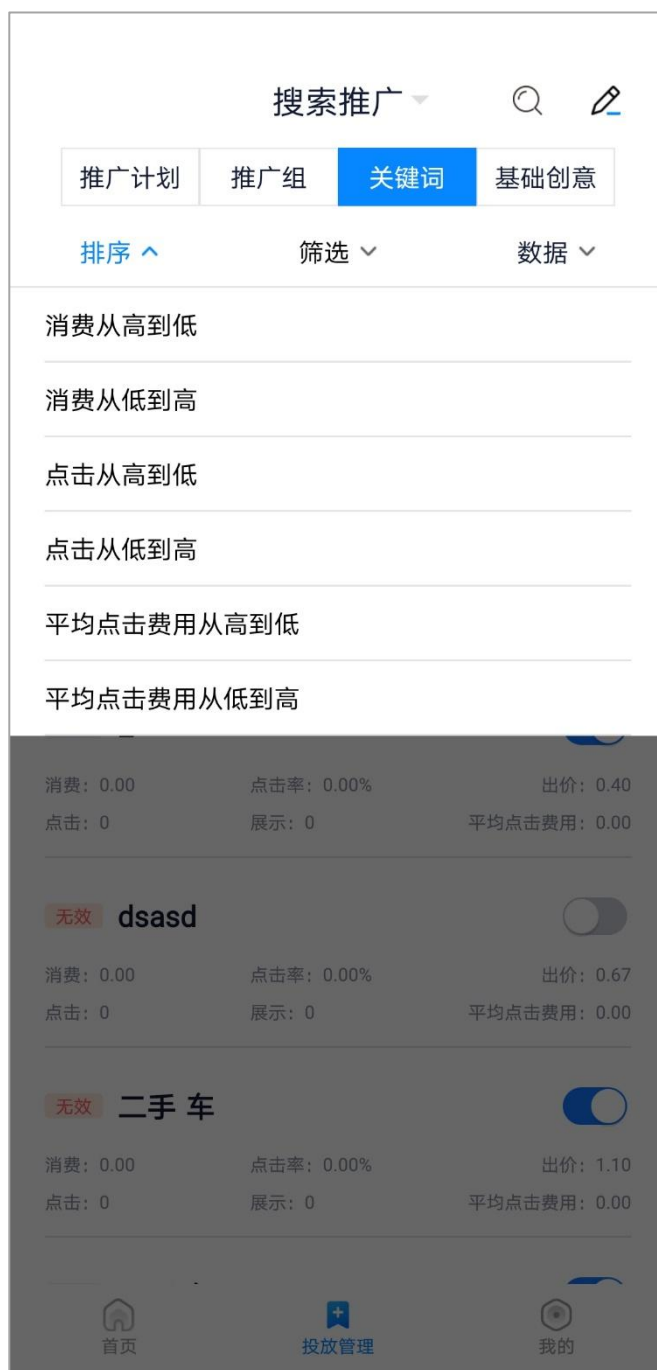 搜索推广
推广计划 推广组 关键词 基础创意
排序 筛选 数据
消费从高到低
消费从低到高
点击从高到低
点击从低到高
平均点击费用从高到低
平均点击费用从低到高
消费：0.00 点击率：0.00% 出价：0.40
点击：0 展示：0 平均点击费用：0.00
无效 dsasd
消费：0.00 点击率：0.00% 出价：0.67
点击：0 展示：0 平均点击费用：0.00
无效 二手 车
消费：0.00 点击率：0.00% 出价：1.10
点击：0 展示：0 平均点击费用：0.00
首页 投放管理 我的